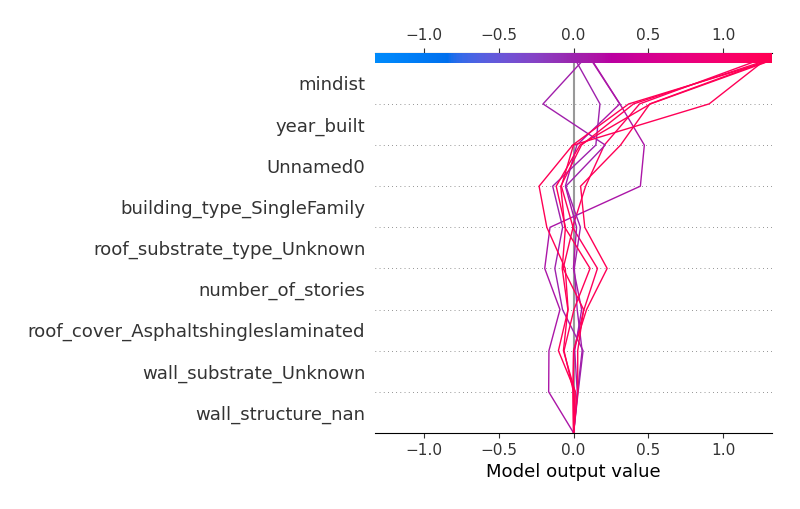 −1.0 −0.5 0.0 0.5 1.0
mindist
year_built
Unnamed0
building_type_SingleFamily
roof_substrate_type_Unknown
number_of_stories
roof_cover_Asphaltshingleslaminated
wall_substrate_Unknown
wall_structure_nan
−1.0 −0.5 0.0 0.5 1.0
Model output value